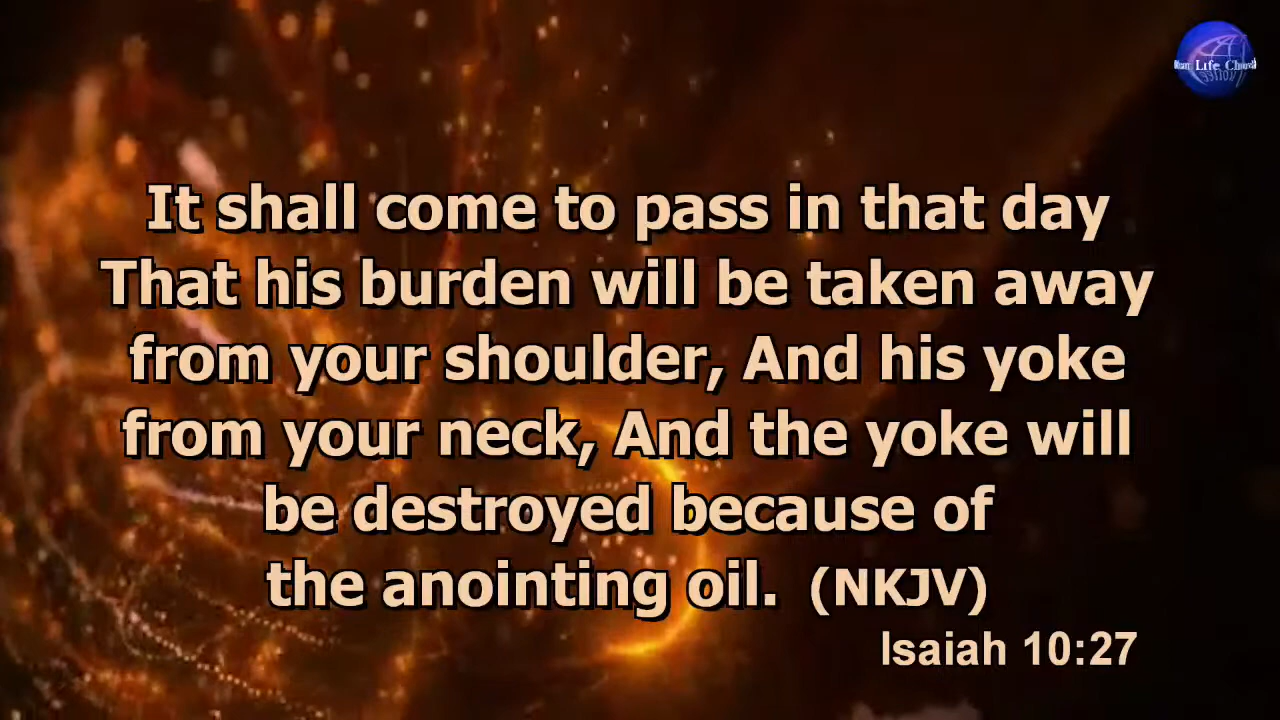 It shall come to pass in that day
That his burden will be taken away
from your shoulder, And his yoke
from your neck, And the yoke will
be destroyed because of
the anointing oil. (NKJV)
Isaiah 10:27
Life Church